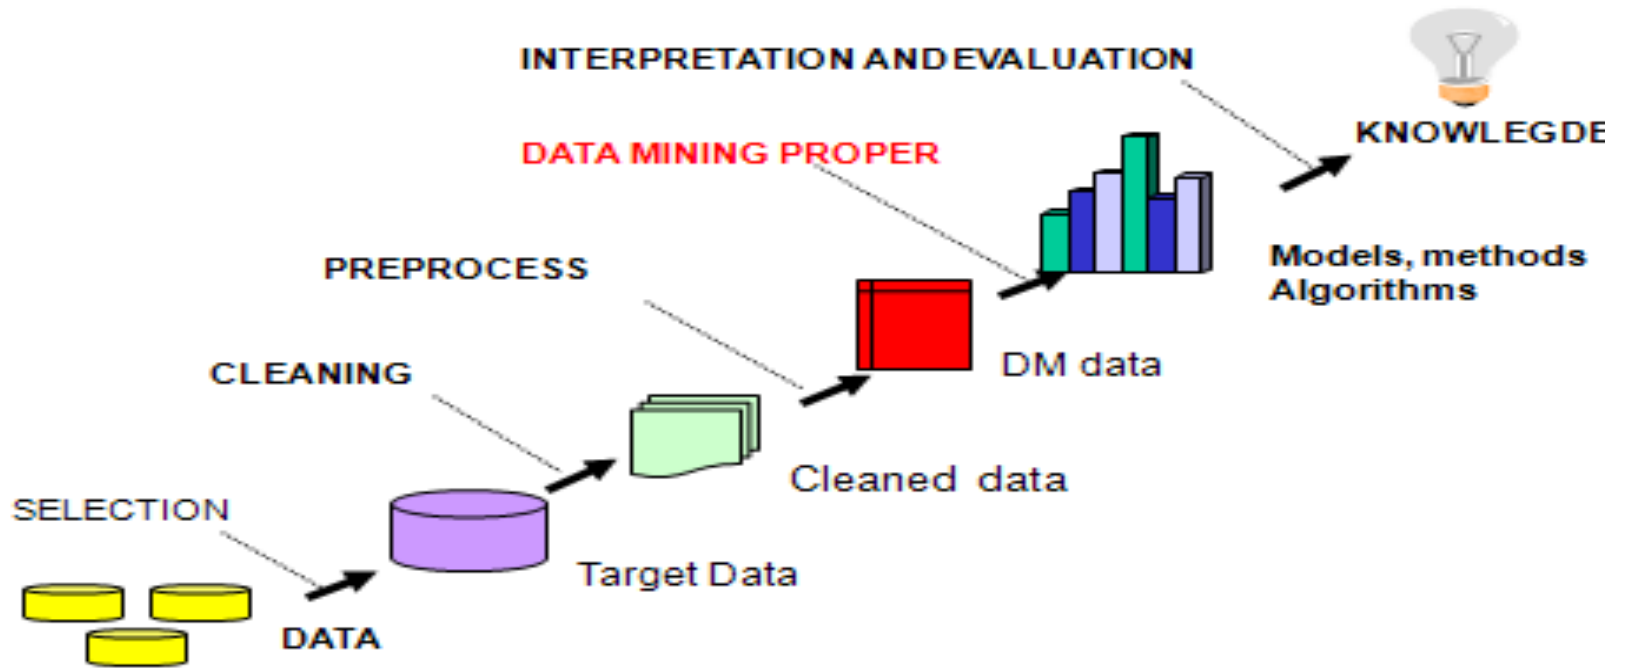 INTERPRETATION AND EVALUATION
KNOWLEGDE
DATA MINING PROPER
Models, methods
Algorithms
PREPROCESS
DM data
CLEANING
Cleaned data
SELECTION
Target Data
DATA